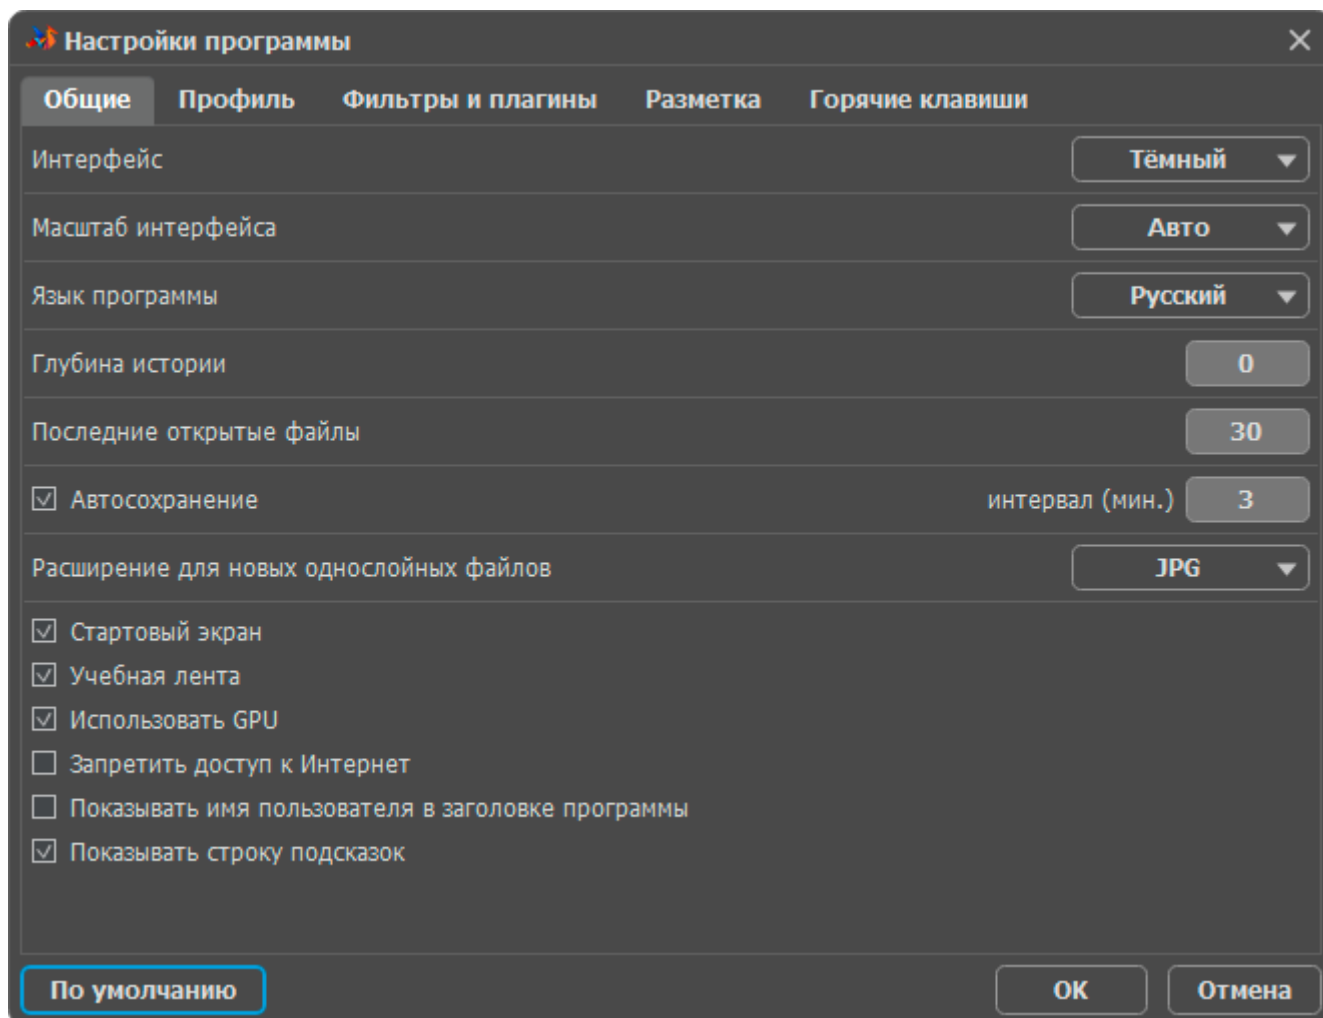 Настройки программы
Общие Профиль Фильтры и плагины Разметка Горячие клавиши
Интерфейс Тёмный
Масштаб интерфейса Авто
Язык программы Русский
Глубина истории 0
Последние открытые файлы 30
Автосохранение интервал (мин.) 3
Расширение для новых однослойных файлов JPG
Стартовый экран
Учебная лента
Использовать GPU
Запретить доступ к Интернет
Показывать имя пользователя в заголовке программы
Показывать строку подсказок
По умолчанию ОК Отмена